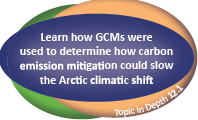 Learn how GCMs were
used to determine how carbon
emission mitigation could slow
the Arctic climatic shift
Topic in Depth 12.1